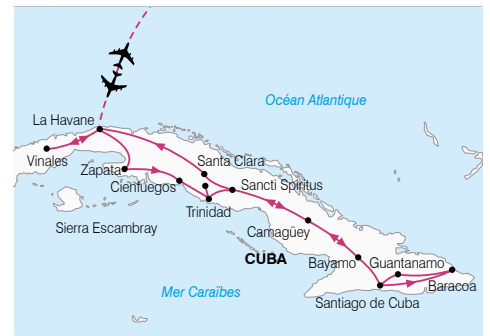 Océan Atlantique
La Havane
Vinales
Zapata
Santa Clara
Cienfuegos
Sancti Spiritus
Trinidad
Sierra Escambray
Camagüey
CUBA
Bayamo
Guantanamo
Baracoa
Mer Caraïbes
Santiago de Cuba